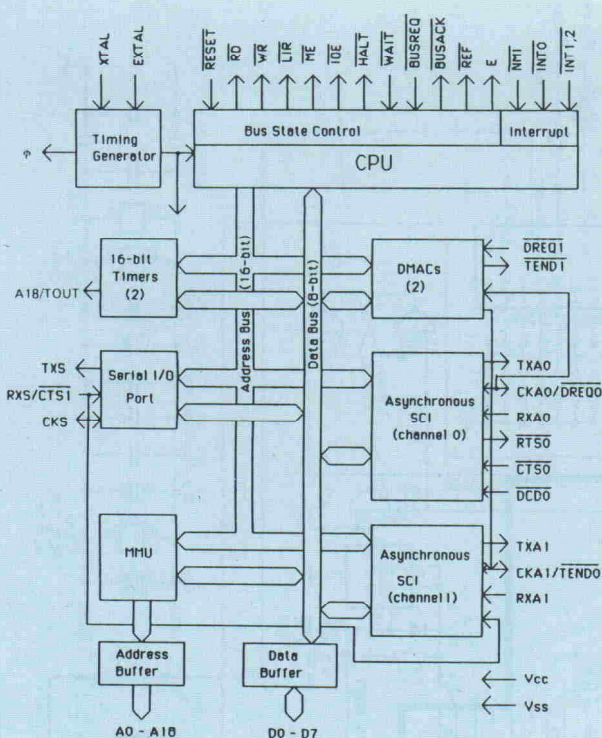 XTAL
EXTAL
RESET
RD
WR
LIR
ME
IOE
HALT
WAIT
BUSREQ
BUSACK
REF
E
NMI
INT0
INT1,2
φ
Timing
Generator
Bus State Control
Interrupt
CPU
16-bit
Timers
(2)
A18/TOUT
Address Bus (16-bit)
Data Bus (8-bit)
DMACs
(2)
DREQ1
TEND1
TXS
RXS/CTS1
CKS
Serial I/O
Port
Asynchronous
SCI
(channel 0)
TXA0
CKA0/DREQ0
RXA0
RTS0
CTS0
DCD0
MMU
Asynchronous
SCI
(channel 1)
TXA1
CKA1/TEND0
RXA1
Address
Buffer
Data
Buffer
Vcc
Vss
A0 - A18
D0 - D7